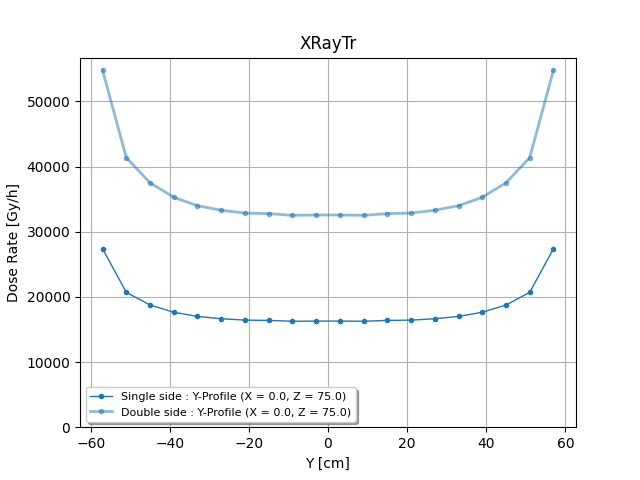 XRayTr
Dose Rate [Gy/h]
50000
40000
30000
20000
10000
0
−60
−40
−20
0
20
40
60
Y [cm]
Single side : Y-Profile (X = 0.0, Z = 75.0)
Double side : Y-Profile (X = 0.0, Z = 75.0)